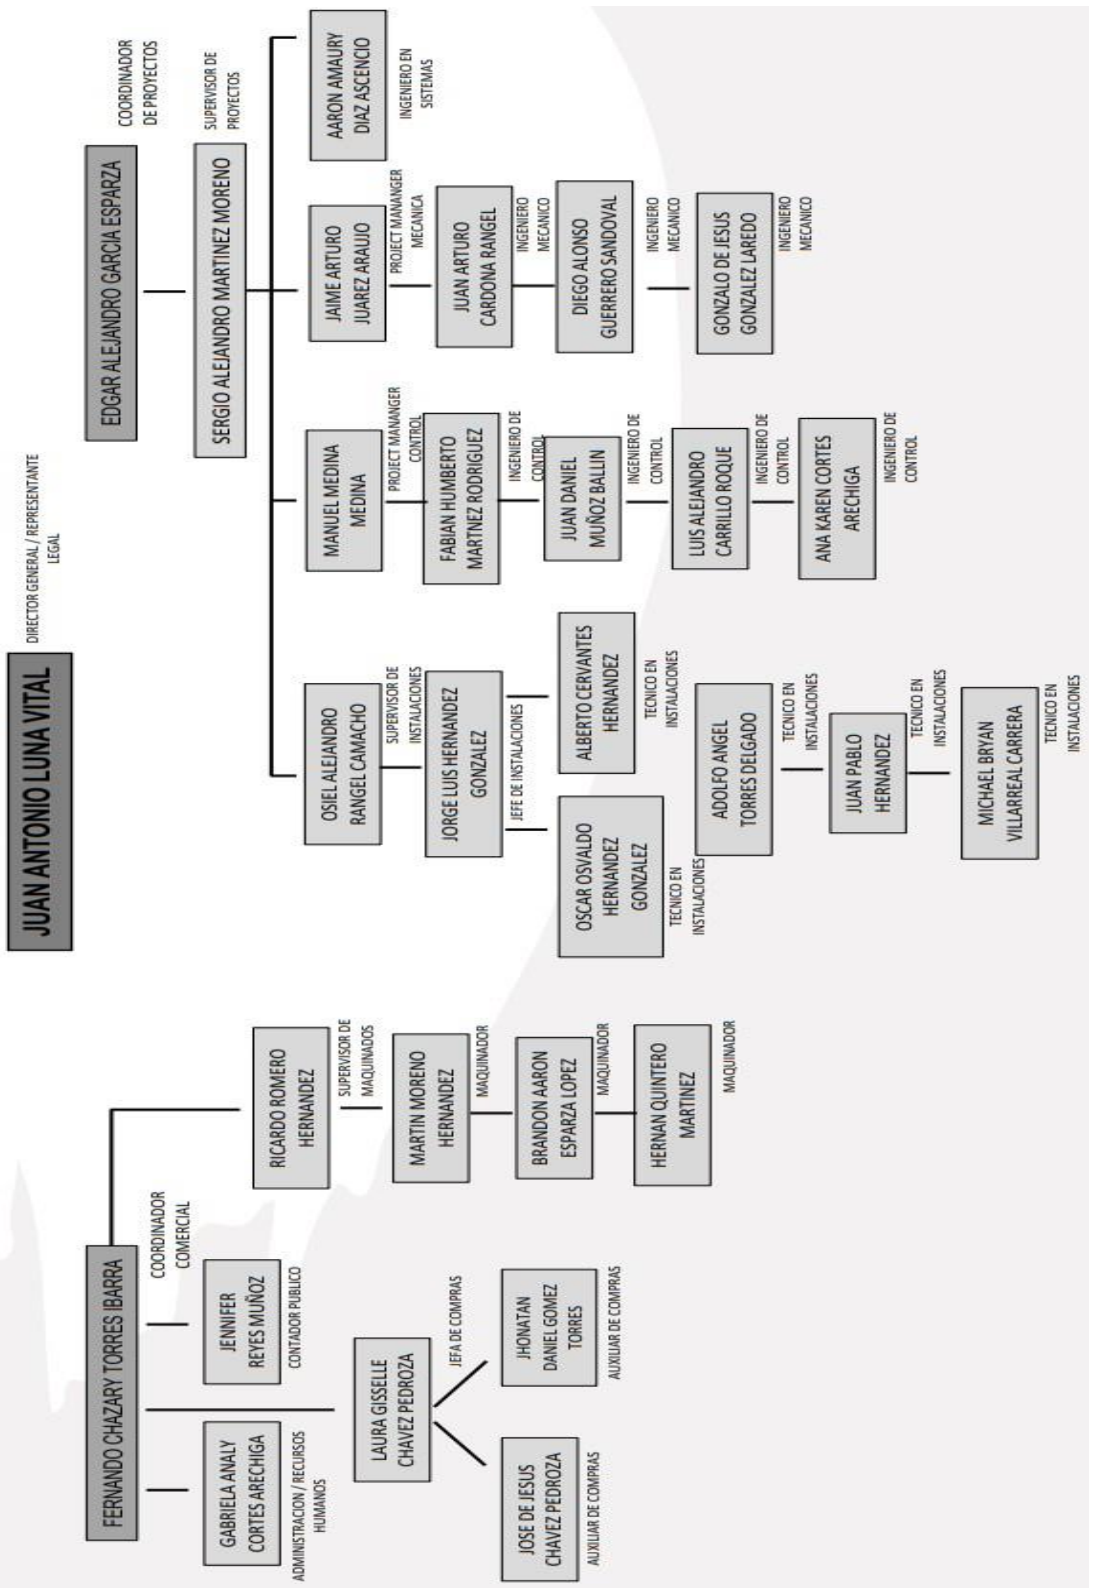 JUAN ANTONIO LUNA VITAL
DIRECTOR GENERAL / REPRESENTANTE
LEGAL
FERNANDO CHAZARY TORRES IBARRA
COORDINADOR
COMERCIAL
GABRIELA ANALY
CORTES ARECHIGA
ADMINISTRACION / RECURSOS
HUMANOS
JENNIFER
REYES MUÑOZ
CONTADOR PUBLICO
LAURA GISSELLE
CHAVEZ PEDROZA
JEFA DE COMPRAS
JOSE DE JESUS
CHAVEZ PEDROZA
AUXILIAR DE COMPRAS
JHONATAN
DANIEL GOMEZ
TORRES
AUXILIAR DE COMPRAS
RICARDO ROMERO
HERNANDEZ
SUPERVISOR DE
MAQUINADOS
MARTIN MORENO
HERNANDEZ
MAQUINADOR
BRANDON AARON
ESPARZA LOPEZ
MAQUINADOR
HERNAN QUINTERO
MARTINEZ
MAQUINADOR
EDGAR ALEJANDRO GARCIA ESPARZA
COORDINADOR
DE PROYECTOS
SERGIO ALEJANDRO MARTINEZ MORENO
SUPERVISOR DE
PROYECTOS
OSIEL ALEJANDRO
RANGEL CAMACHO
SUPERVISOR DE
INSTALACIONES
JORGE LUIS HERNANDEZ
GONZALEZ
JEFE DE INSTALACIONES
OSCAR OSVALDO
HERNANDEZ
GONZALEZ
TECNICO EN
INSTALACIONES
ALBERTO CERVANTES
HERNANDEZ
TECNICO EN
INSTALACIONES
ADOLFO ANGEL
TORRES DELGADO
TECNICO EN
INSTALACIONES
JUAN PABLO
HERNANDEZ
TECNICO EN
INSTALACIONES
MICHAEL BRYAN
VILLARREAL CARRERA
TECNICO EN
INSTALACIONES
MANUEL MEDINA
MEDINA
PROJECT MANANGER
CONTROL
FABIAN HUMBERTO
MARTNEZ RODRIGUEZ
INGENIERO DE
CONTROL
JUAN DANIEL
MUÑOZ BALLIN
INGENIERO DE
CONTROL
LUIS ALEJANDRO
CARRILLO ROQUE
INGENIERO DE
CONTROL
ANA KAREN CORTES
ARECHIGA
INGENIERO DE
CONTROL
JAIME ARTURO
JUAREZ ARAUJO
PROJECT MANANGER
MECANICA
JUAN ARTURO
CARDONA RANGEL
INGENIERO
MECANICO
DIEGO ALONSO
GUERRERO SANDOVAL
INGENIERO
MECANICO
GONZALO DE JESUS
GONZALEZ LAREDO
INGENIERO
MECANICO
AARON AMAURY
DIAZ ASCENCIO
INGENIERO EN
SISTEMAS